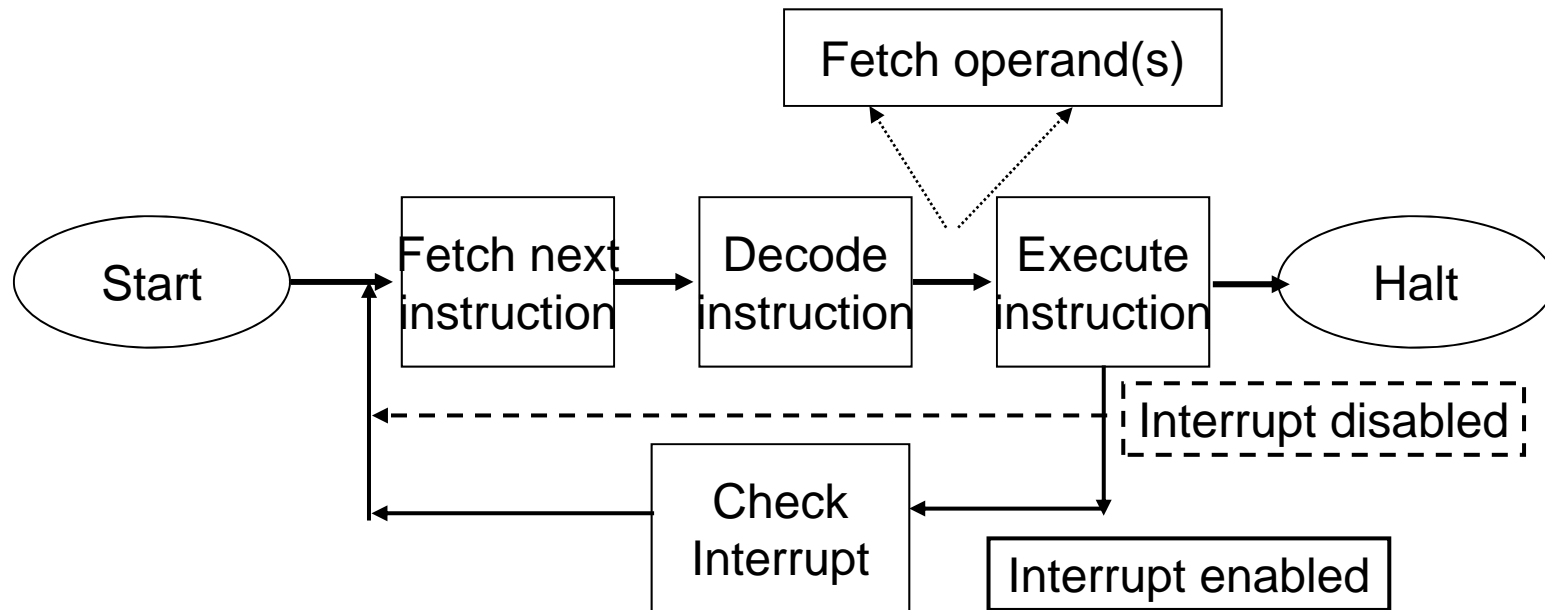 Fetch operand(s)
Start
Fetch next
instruction
Decode
instruction
Execute
instruction
Halt
Interrupt disabled
Check
Interrupt
Interrupt enabled